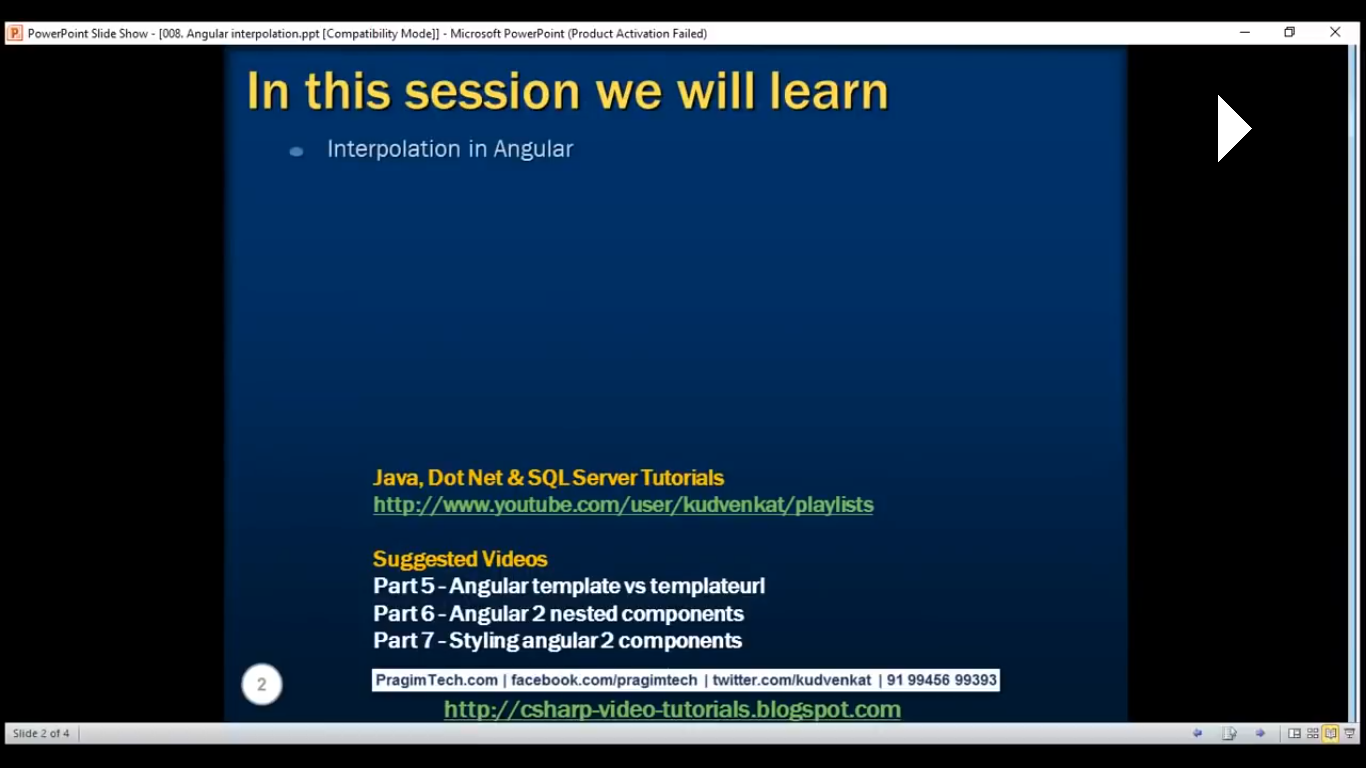 PowerPoint Slide Show - [008. Angular interpolation.ppt [Compatibility Mode]] - Microsoft PowerPoint (Product Activation Failed)
In this session we will learn
Interpolation in Angular
Java, Dot Net & SQL Server Tutorials
http://www.youtube.com/user/kudvenkat/playlists
Suggested Videos
Part 5 - Angular template vs templateurl
Part 6 - Angular 2 nested components
Part 7 - Styling angular 2 components
2
PragimTech.com | facebook.com/pragimtech | twitter.com/kudvenkat | 91 99456 99393
http://csharp-video-tutorials.blogspot.com
Slide 2 of 4